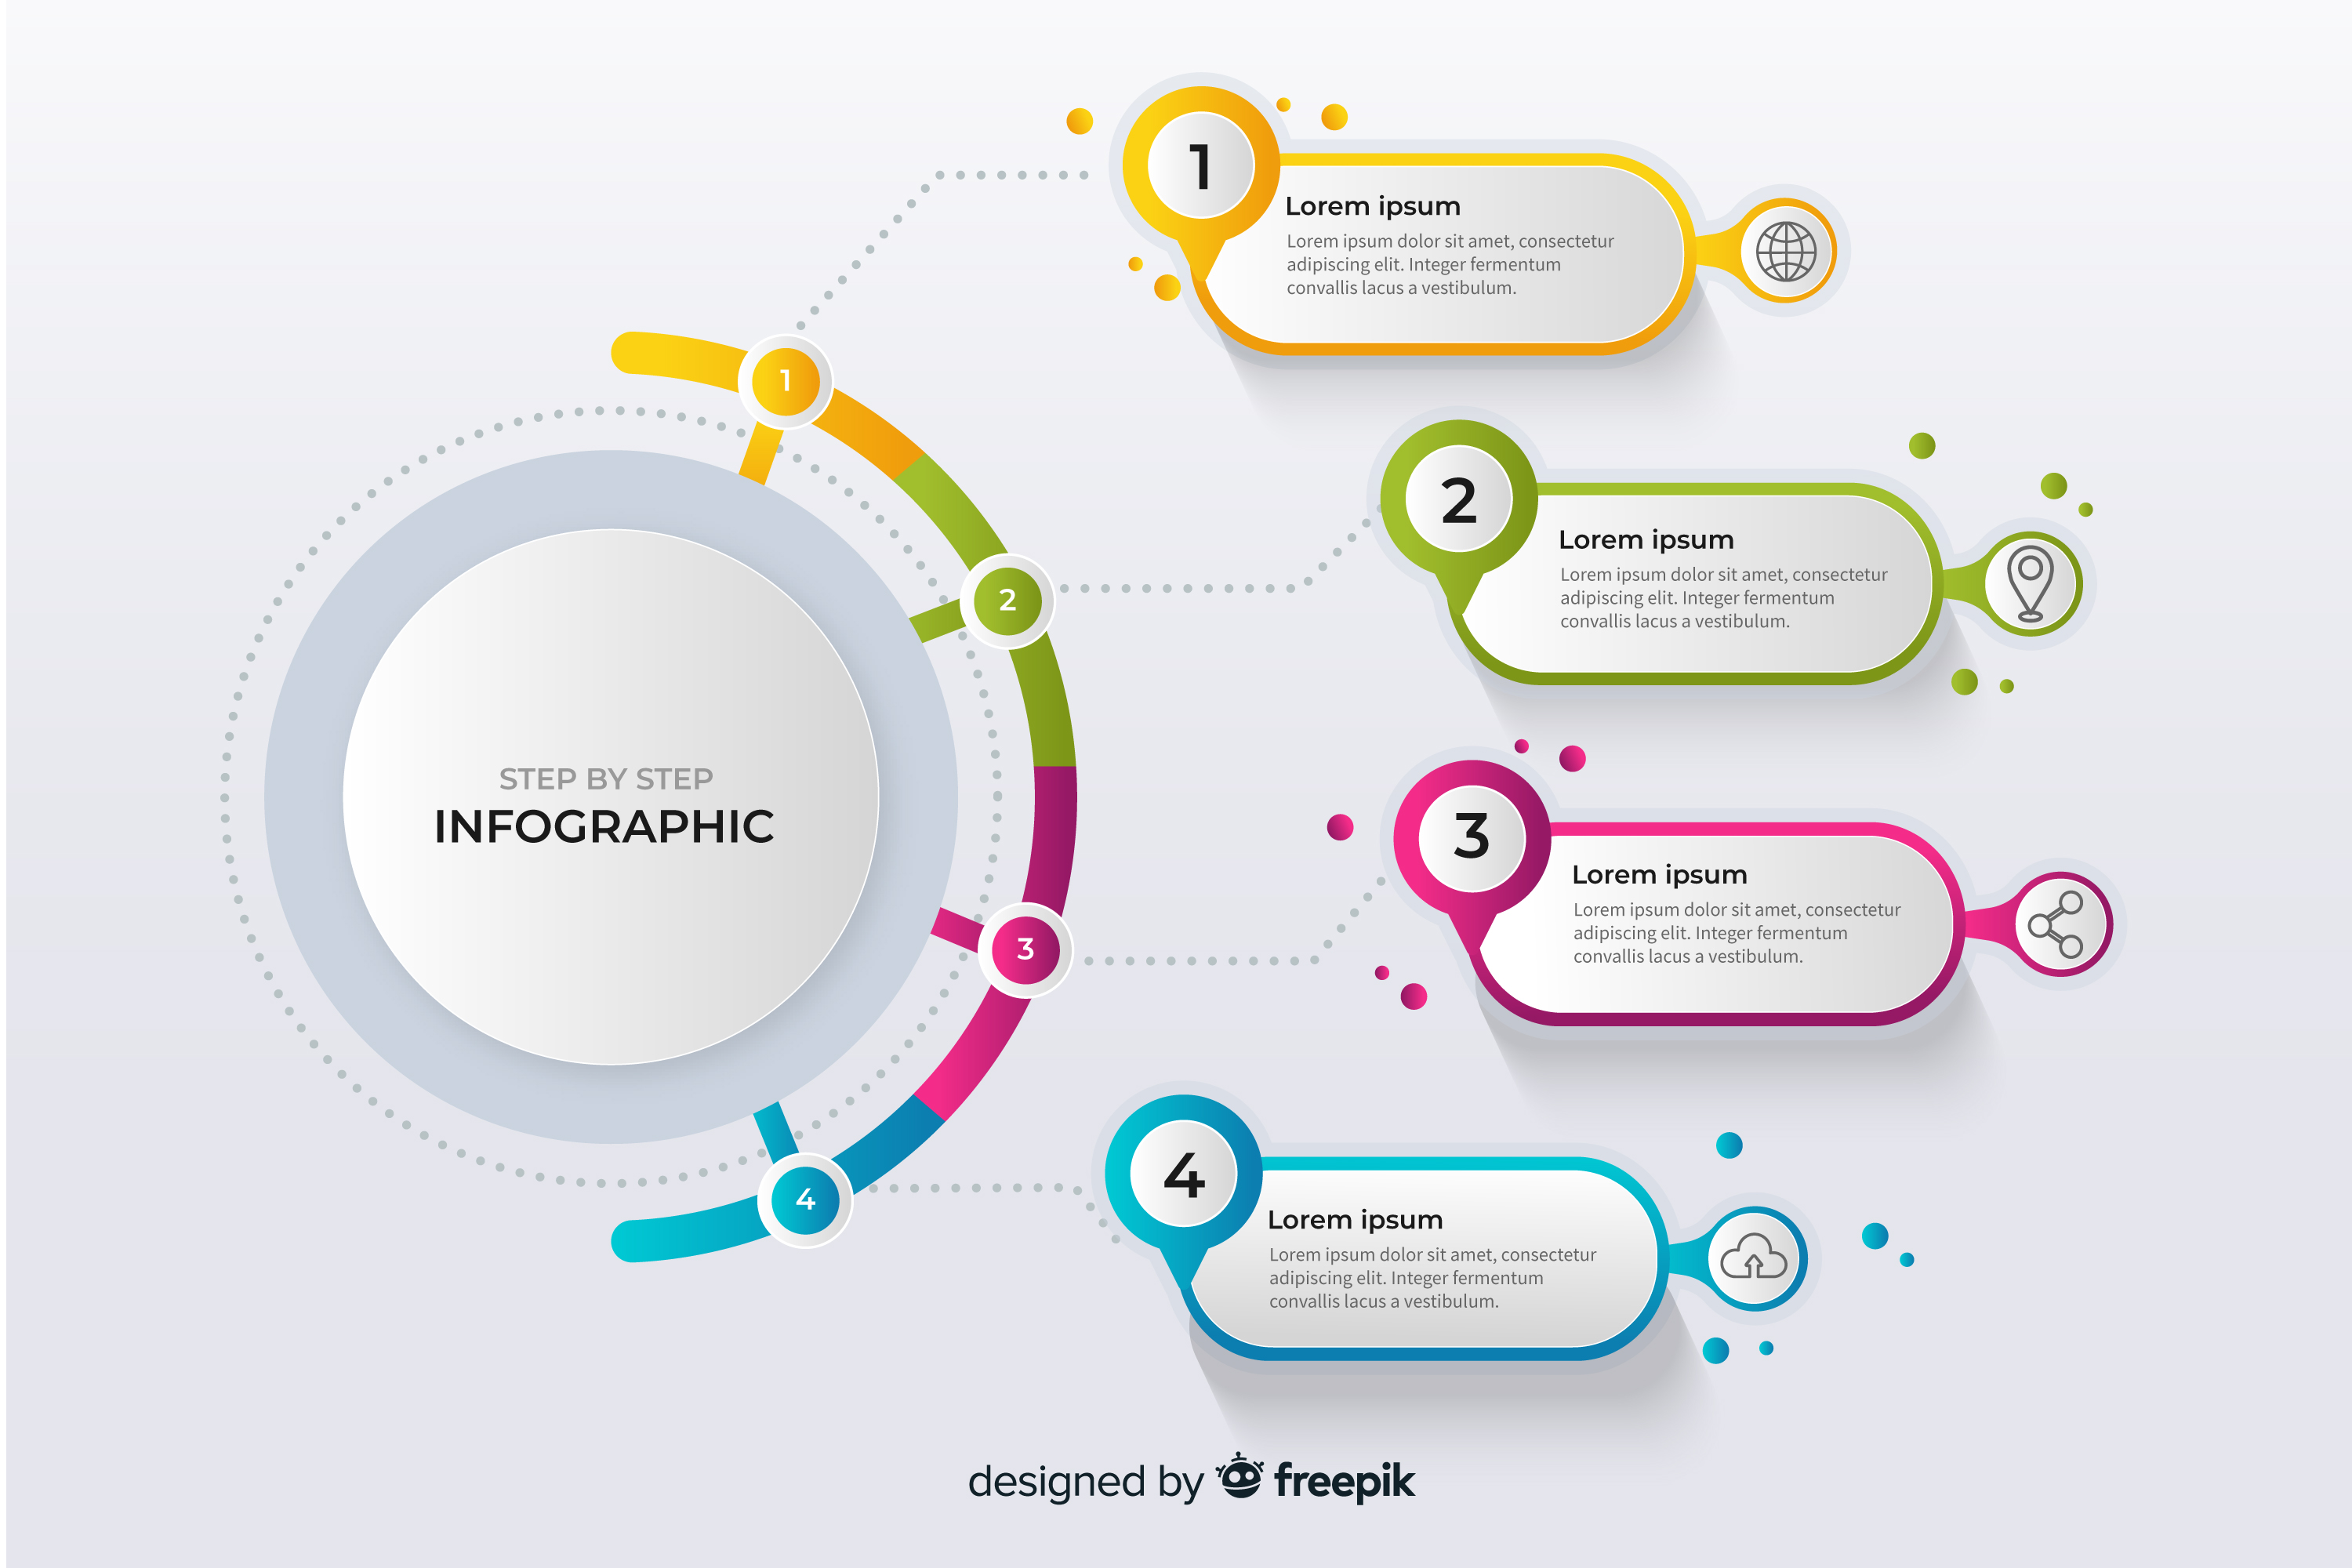 STEP BY STEP
INFOGRAPHIC
1
2
3
4
1
Lorem ipsum
Lorem ipsum dolor sit amet, consectetur
adipiscing elit. Integer fermentum
convallis lacus a vestibulum.
2
Lorem ipsum
Lorem ipsum dolor sit amet, consectetur
adipiscing elit. Integer fermentum
convallis lacus a vestibulum.
3
Lorem ipsum
Lorem ipsum dolor sit amet, consectetur
adipiscing elit. Integer fermentum
convallis lacus a vestibulum.
4
Lorem ipsum
Lorem ipsum dolor sit amet, consectetur
adipiscing elit. Integer fermentum
convallis lacus a vestibulum.
designed by freepik